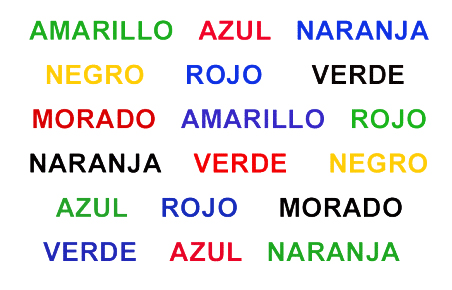 AMARILLO AZUL NARANJA
NEGRO ROJO VERDE
MORADO AMARILLO ROJO
NARANJA VERDE NEGRO
AZUL ROJO MORADO
VERDE AZUL NARANJA